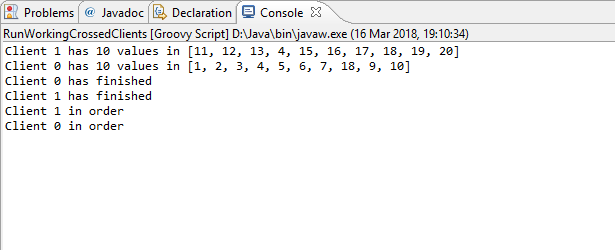 Problems @ Javadoc Declaration Console
RunWorkingCrossedClients [Groovy Script] D:\Java\bin\javaw.exe (16 Mar 2018, 19:10:34)
Client 1 has 10 values in [11, 12, 13, 4, 15, 16, 17, 18, 19, 20]
Client 0 has 10 values in [1, 2, 3, 4, 5, 6, 7, 18, 9, 10]
Client 0 has finished
Client 1 has finished
Client 1 in order
Client 0 in order